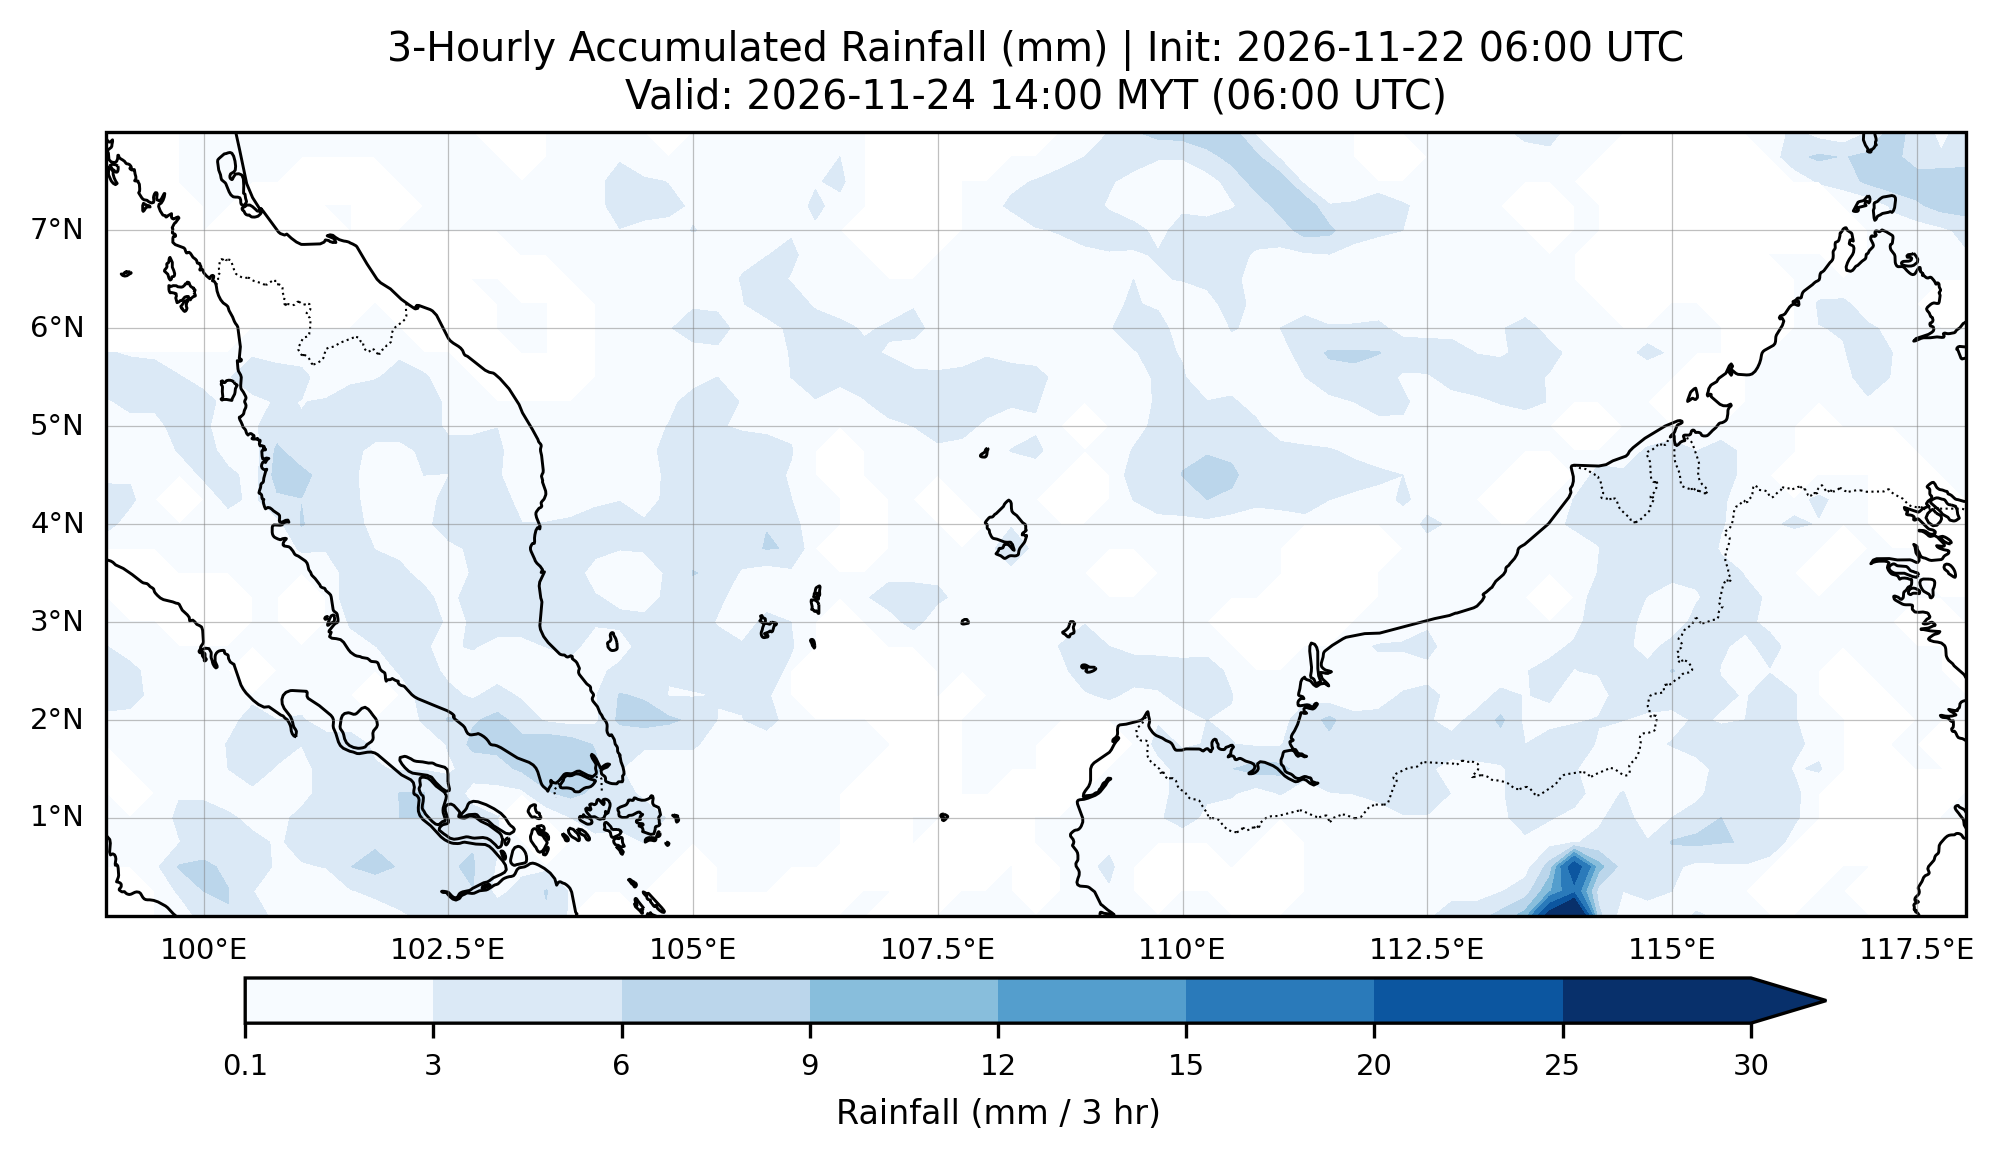 3-Hourly Accumulated Rainfall (mm) | Init: 2026-11-22 06:00 UTC
Valid: 2026-11-24 14:00 MYT (06:00 UTC)
7°N
6°N
5°N
4°N
3°N
2°N
1°N
100°E 102.5°E 105°E 107.5°E 110°E 112.5°E 115°E 117.5°E
0.1 3 6 9 12 15 20 25 30
Rainfall (mm / 3 hr)